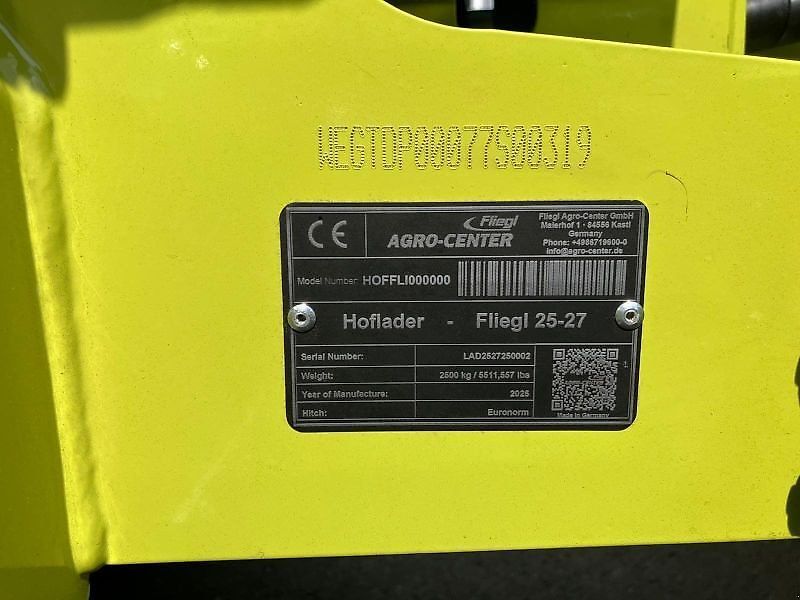 WEGTDP00077S00319
CE
Fliegl
AGRO-CENTER
Fliegl Agro-Center GmbH
Maierhof 1 · 84556 Kastl
Germany
Phone: +4986719600-0
info@agro-center.de
Model Number: HOFFLI000000
Hoflader - Fliegl 25-27
Serial Number: LAD2527250002
Weight: 2500 kg / 5511,557 lbs
Year of Manufacture: 2025
Hitch: Euronorm
Made in Germany